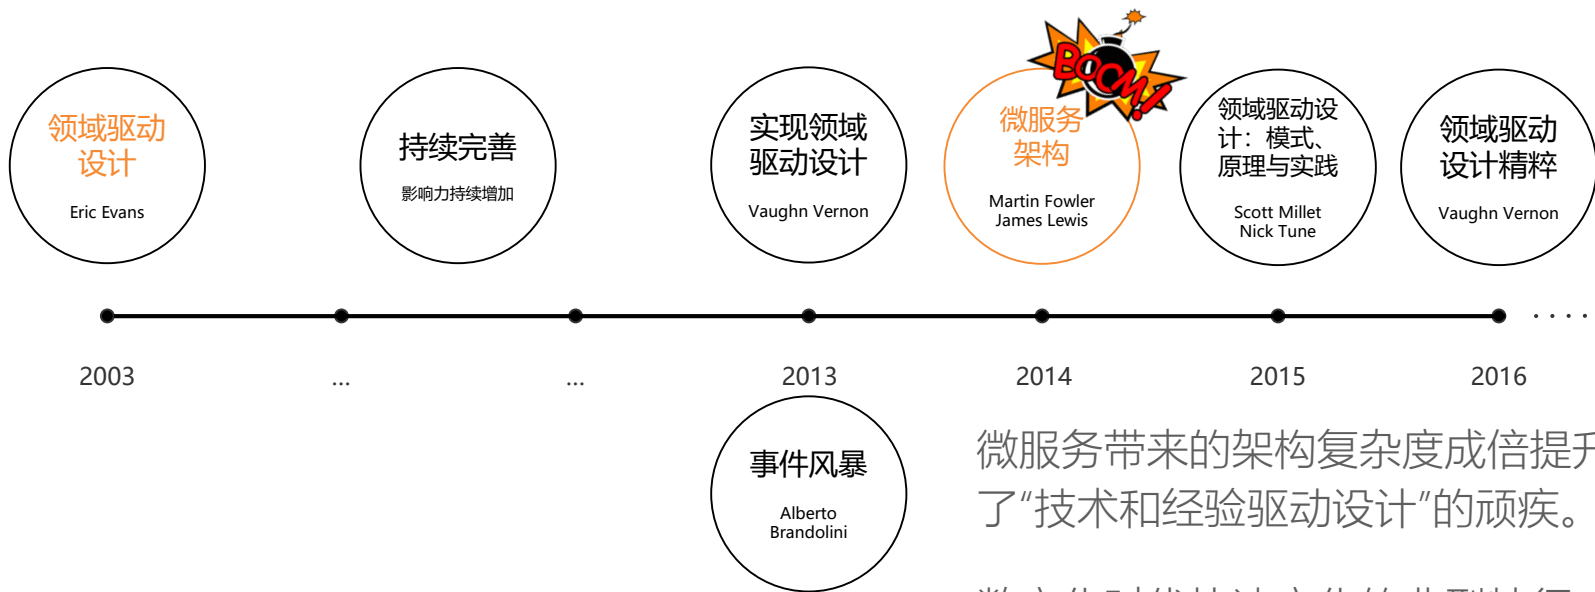 领域驱动
设计
Eric Evans
持续完善
影响力持续增加
实现领域
驱动设计
Vaughn Vernon
BOOM!
微服务
架构
Martin Fowler
James Lewis
领域驱动设
计：模式、
原理与实践
Scott Millet
Nick Tune
领域驱动
设计精粹
Vaughn Vernon
2003
...
...
2013
2014
2015
2016
事件风暴
Alberto
Brandolini
微服务带来的架构复杂度成倍提升
了“技术和经验驱动设计”的顽疾。